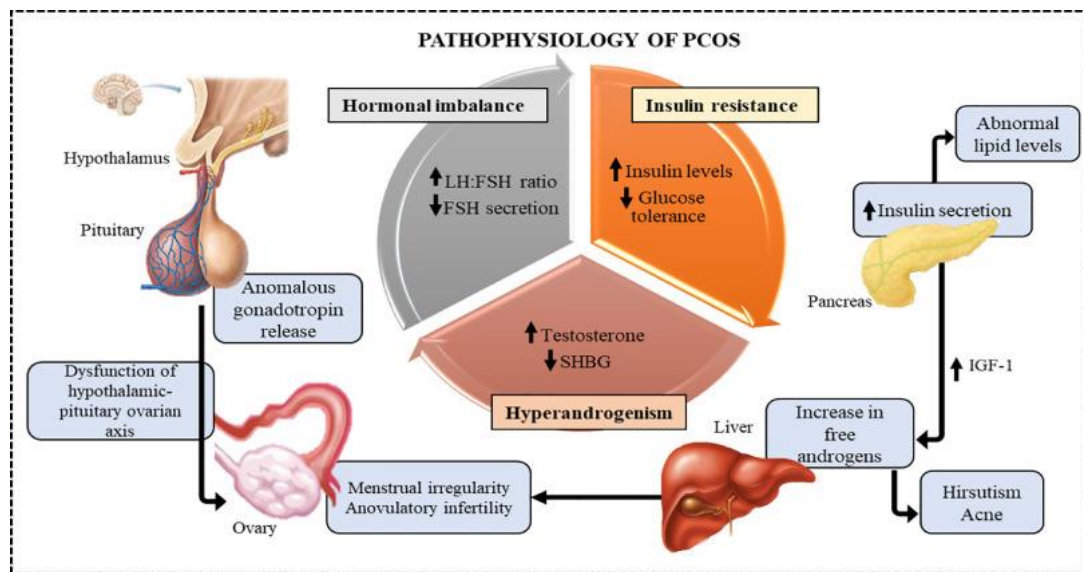 PATHOPHYSIOLOGY OF PCOS
Hormonal imbalance
↑ LH:FSH ratio
↓ FSH secretion
Insulin resistance
↑ Insulin levels
↓ Glucose
tolerance
↑ Testosterone
↓ SHBG
Hyperandrogenism
Hypothalamus
Pituitary
Anomalous
gonadotropin
release
Dysfunction of
hypothalamic-
pituitary ovarian
axis
Ovary
Menstrual irregularity
Anovulatory infertility
Liver
Abnormal
lipid levels
↑ Insulin secretion
Pancreas
↑ IGF-1
Increase in
free
androgens
Hirsutism
Acne